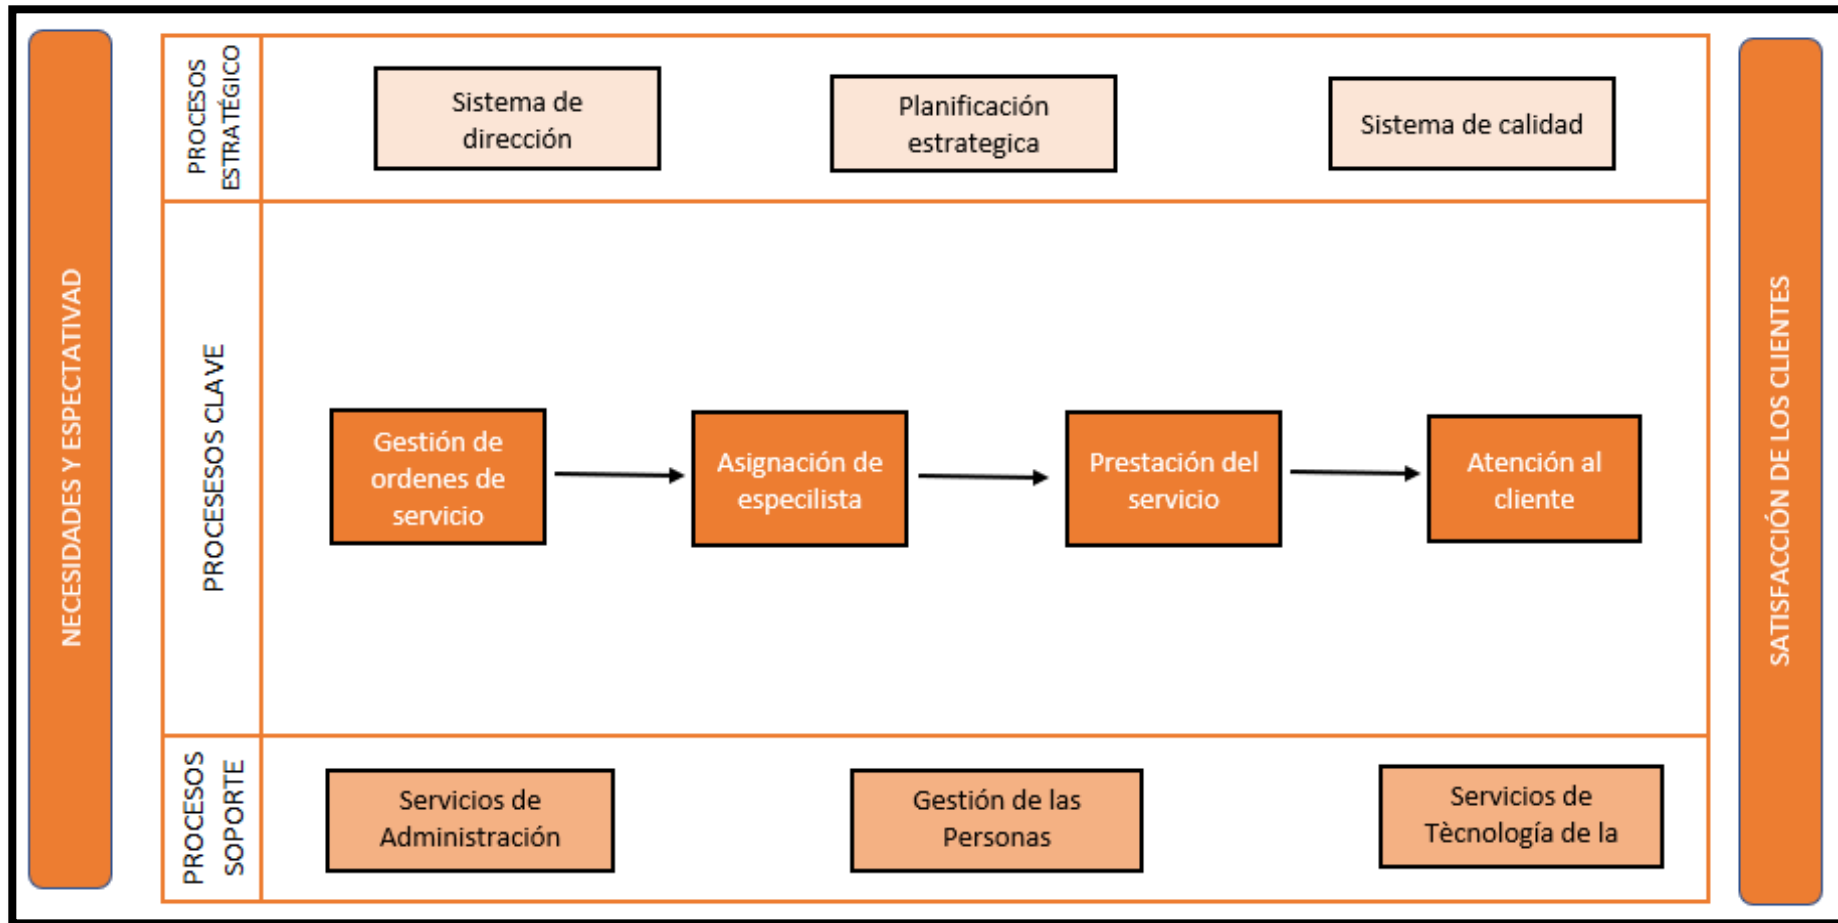 NECESIDADES Y ESPECTATIVAD
PROCESOS
ESTRATÉGICO
Sistema de
dirección
Planificación
estrategica
Sistema de calidad
PROCESESOS CLAVE
Gestión de
ordenes de
servicio
Asignación de
especilista
Prestación del
servicio
Atención al
cliente
PROCESOS
SOPORTE
Servicios de
Administración
Gestión de las
Personas
Servicios de
Tècnología de la
SATISFACCIÓN DE LOS CLIENTES